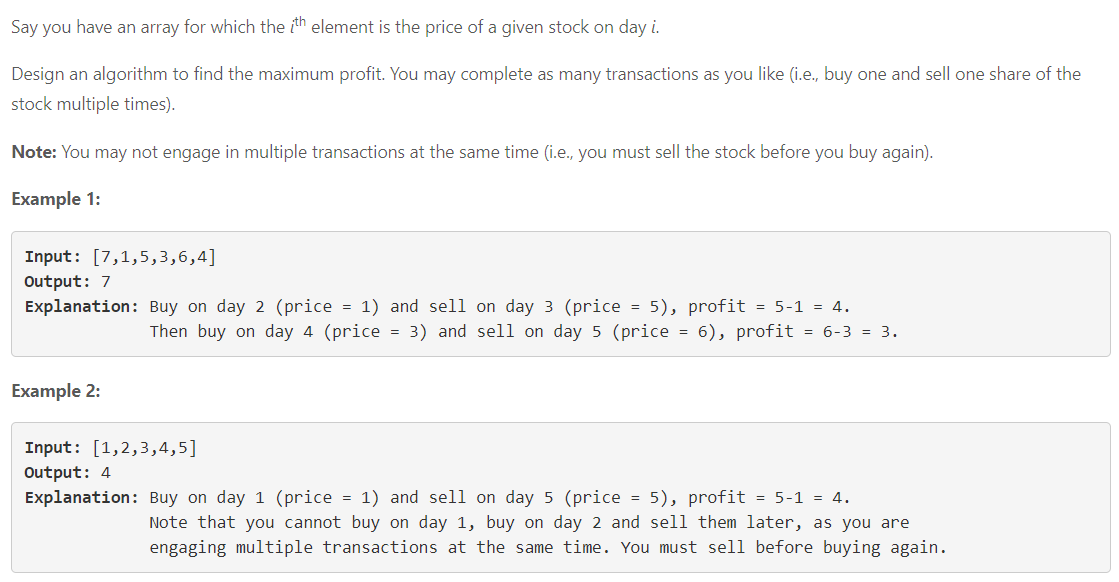 Say you have an array for which the ith element is the price of a given stock on day i.
Design an algorithm to find the maximum profit. You may complete as many transactions as you like (i.e., buy one and sell one share of the
stock multiple times).
Note: You may not engage in multiple transactions at the same time (i.e., you must sell the stock before you buy again).
Example 1:
Input: [7,1,5,3,6,4]
Output: 7
Explanation: Buy on day 2 (price = 1) and sell on day 3 (price = 5), profit = 5-1 = 4.
Then buy on day 4 (price = 3) and sell on day 5 (price = 6), profit = 6-3 = 3.
Example 2:
Input: [1,2,3,4,5]
Output: 4
Explanation: Buy on day 1 (price = 1) and sell on day 5 (price = 5), profit = 5-1 = 4.
Note that you cannot buy on day 1, buy on day 2 and sell them later, as you are
engaging multiple transactions at the same time. You must sell before buying again.